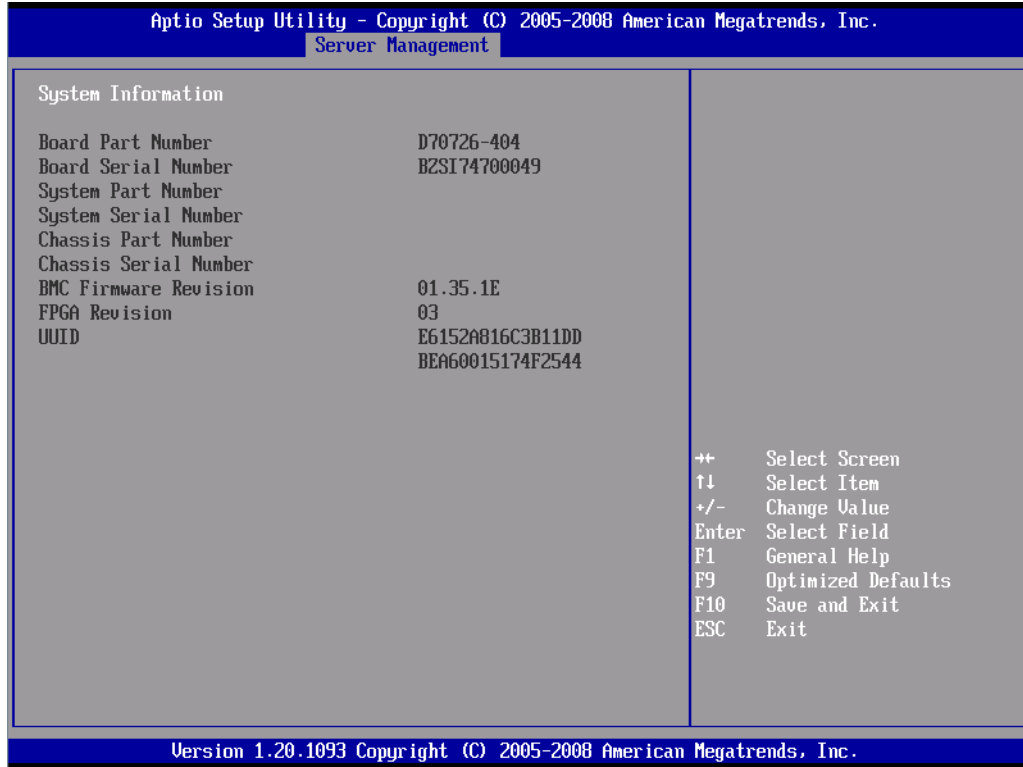 Aptio Setup Utility - Copyright (C) 2005-2008 American Megatrends, Inc.
Server Management
System Information
Board Part Number D70726-404
Board Serial Number BZSI74700049
System Part Number
System Serial Number
Chassis Part Number
Chassis Serial Number
BMC Firmware Revision 01.35.1E
FPGA Revision 03
UUID E6152A816C3B11DD
BEA60015174F2544
→← Select Screen
↑↓ Select Item
+/- Change Value
Enter Select Field
F1 General Help
F9 Optimized Defaults
F10 Save and Exit
ESC Exit
Version 1.20.1093 Copyright (C) 2005-2008 American Megatrends, Inc.